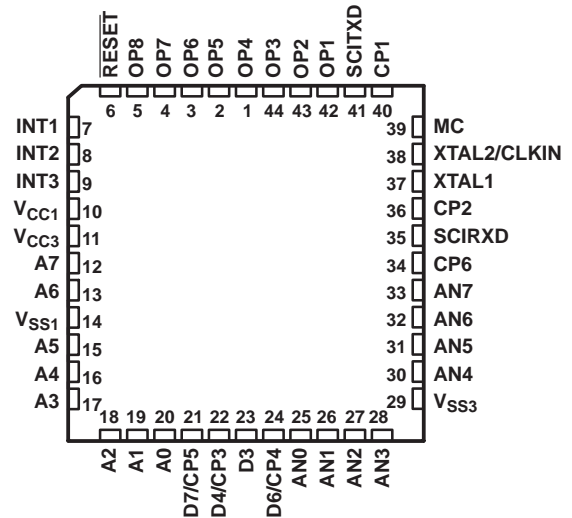 RESET
OP8
OP7
OP6
OP5
OP4
OP3
OP2
OP1
SCITXD
CP1
6 5 4 3 2 1 44 43 42 41 40
INT1 7 39 MC
INT2 8 38 XTAL2/CLKIN
INT3 9 37 XTAL1
VCC1 10 36 CP2
VCC3 11 35 SCIRXD
A7 12 34 CP6
A6 13 33 AN7
VSS1 14 32 AN6
A5 15 31 AN5
A4 16 30 AN4
A3 17 29 VSS3
18 19 20 21 22 23 24 25 26 27 28
A2
A1
A0
D7/CP5
D4/CP3
D3
D6/CP4
AN0
AN1
AN2
AN3